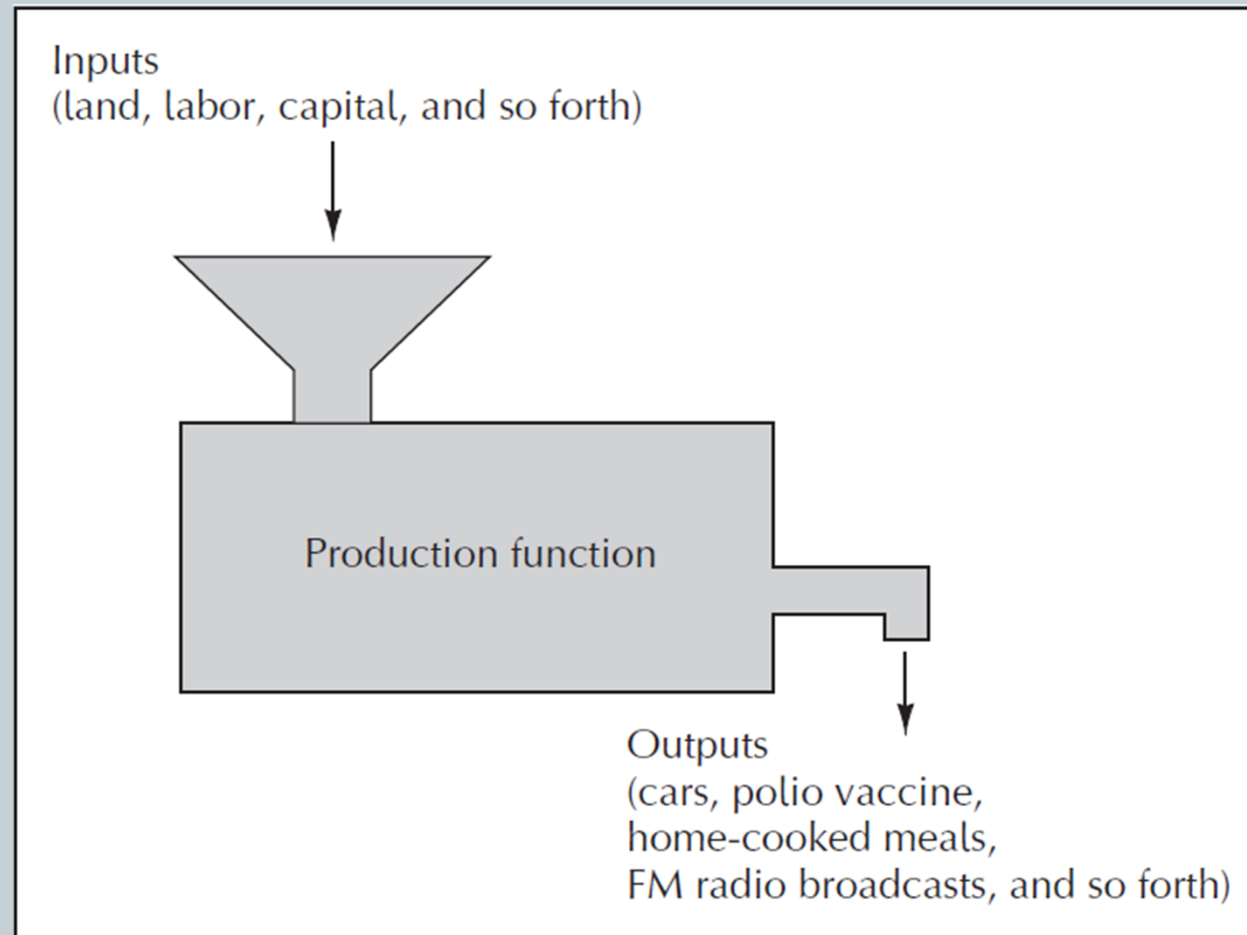 Inputs
(land, labor, capital, and so forth)
Production function
Outputs
(cars, polio vaccine,
home-cooked meals,
FM radio broadcasts, and so forth)